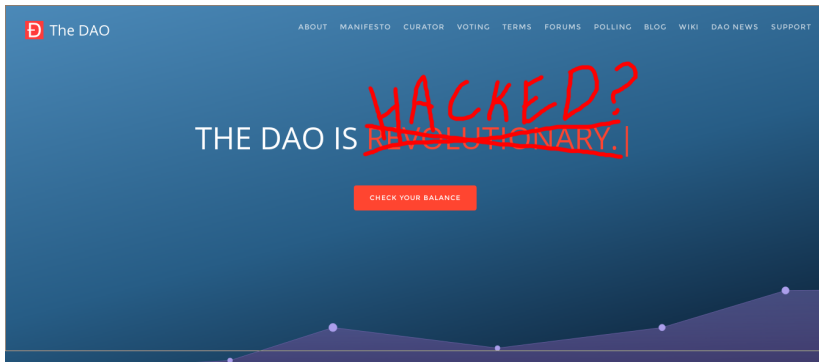 Đ The DAO
ABOUT MANIFESTO CURATOR VOTING TERMS FORUMS POLLING BLOG WIKI DAO NEWS SUPPORT
HACKED?
THE DAO IS REVOLUTIONARY.|
CHECK YOUR BALANCE